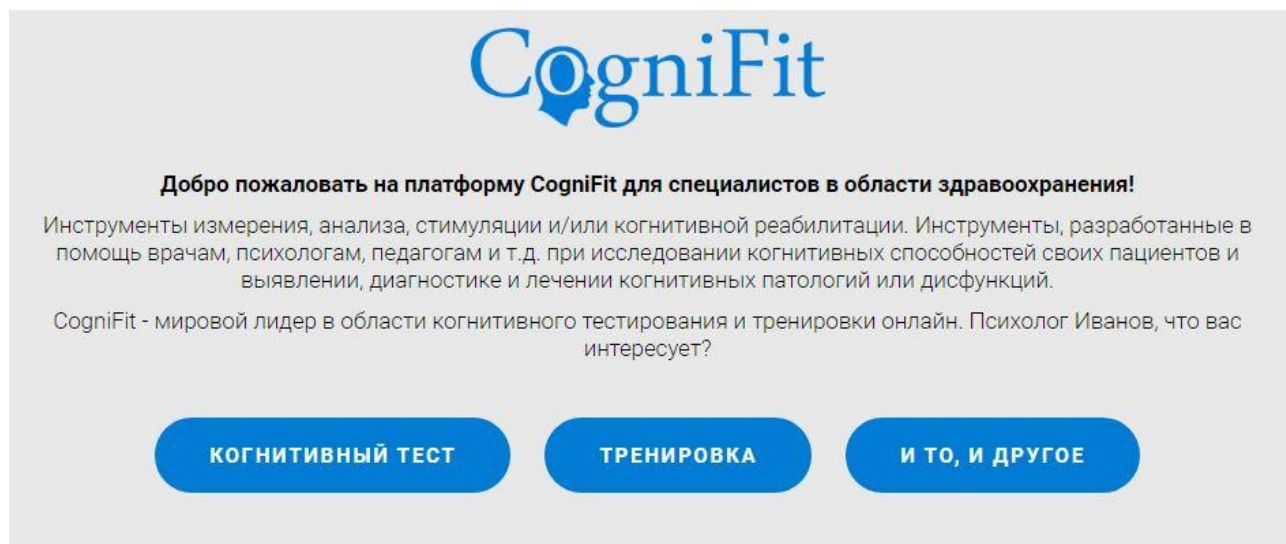 CogniFit
Добро пожаловать на платформу CogniFit для специалистов в области здравоохранения!
Инструменты измерения, анализа, стимуляции и/или когнитивной реабилитации. Инструменты, разработанные в
помощь врачам, психологам, педагогам и т.д. при исследовании когнитивных способностей своих пациентов и
выявлении, диагностике и лечении когнитивных патологий или дисфункций.
CogniFit - мировой лидер в области когнитивного тестирования и тренировки онлайн. Психолог Иванов, что вас
интересует?
КОГНИТИВНЫЙ ТЕСТ
ТРЕНИРОВКА
И ТО, И ДРУГОЕ